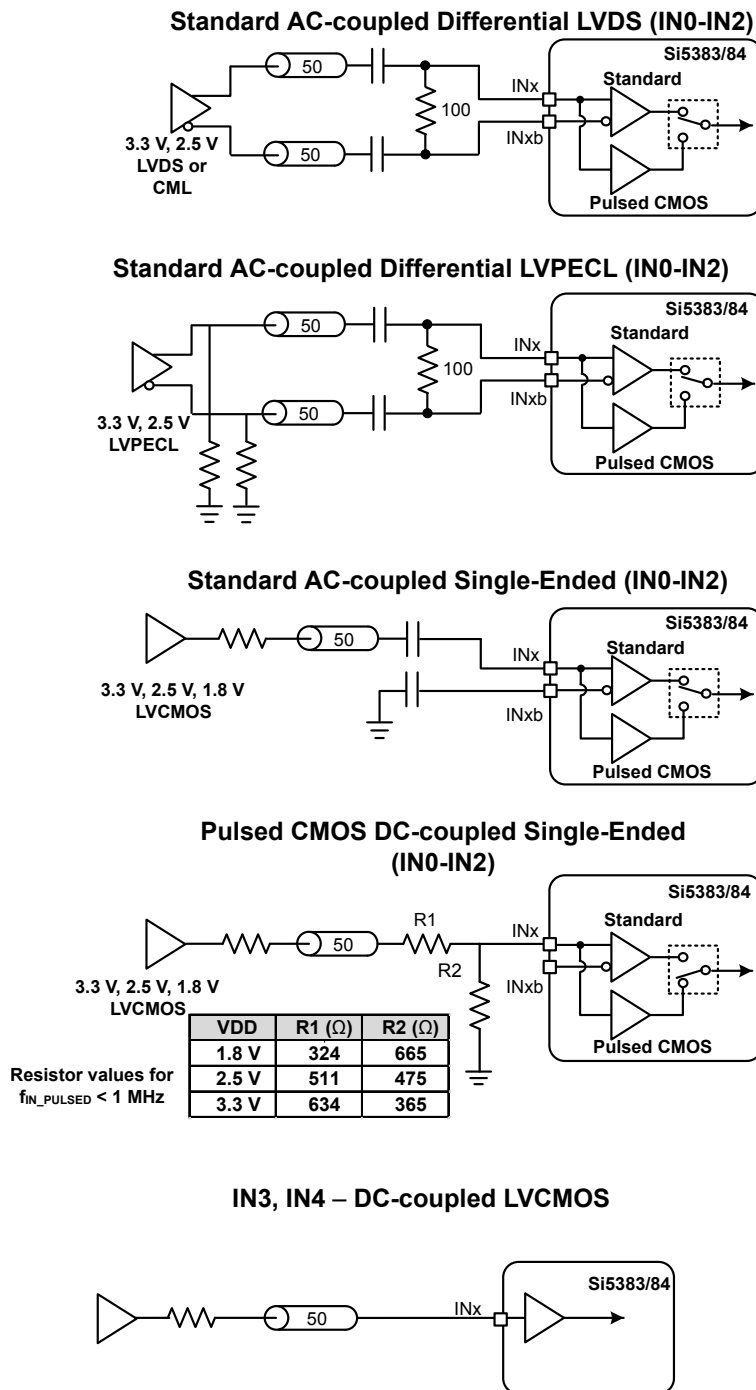 Standard AC-coupled Differential LVDS (IN0-IN2)
Si5383/84
50
INx
Standard
100
3.3 V, 2.5 V
LVDS or
CML
50
INxb
Pulsed CMOS
Standard AC-coupled Differential LVPECL (IN0-IN2)
Si5383/84
50
INx
Standard
100
3.3 V, 2.5 V
LVPECL
50
INxb
Pulsed CMOS
Standard AC-coupled Single-Ended (IN0-IN2)
Si5383/84
50
INx
Standard
3.3 V, 2.5 V, 1.8 V
LVCMOS
INxb
Pulsed CMOS
Pulsed CMOS DC-coupled Single-Ended
(IN0-IN2)
Si5383/84
50
R1
INx
Standard
R2
INxb
3.3 V, 2.5 V, 1.8 V
LVCMOS
Pulsed CMOS
VDD R1 (Ω) R2 (Ω)
1.8 V 324 665
2.5 V 511 475
3.3 V 634 365
Resistor values for
fIN_PULSED < 1 MHz
IN3, IN4 – DC-coupled LVCMOS
Si5383/84
50
INx